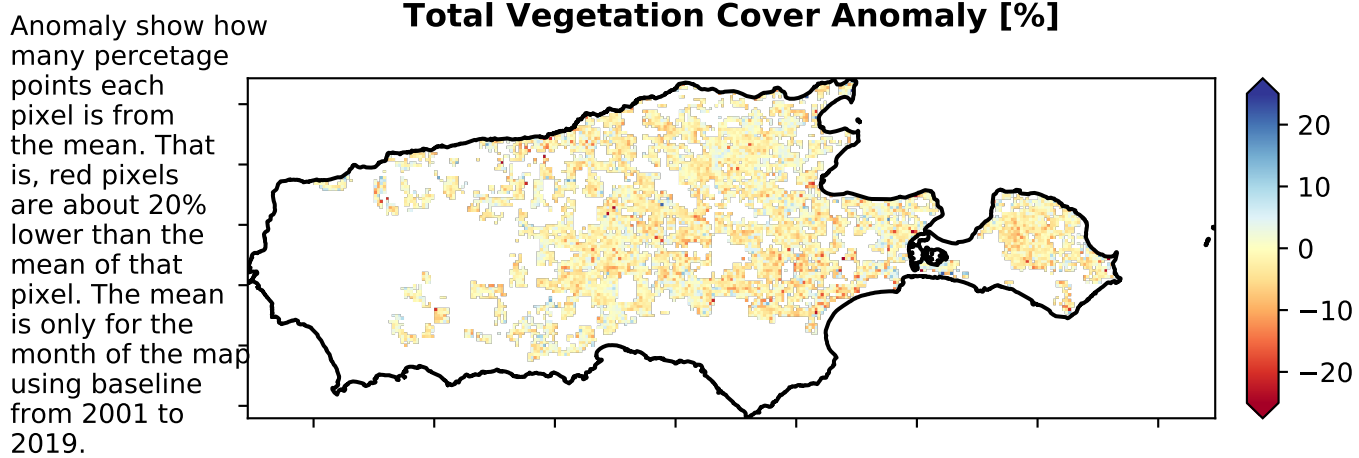 Total Vegetation Cover Anomaly [%]
Anomaly show how
many percetage
points each
pixel is from
the mean. That
is, red pixels
are about 20%
lower than the
mean of that
pixel. The mean
is only for the
month of the map
using baseline
from 2001 to
2019.
20
10
0
−10
−20